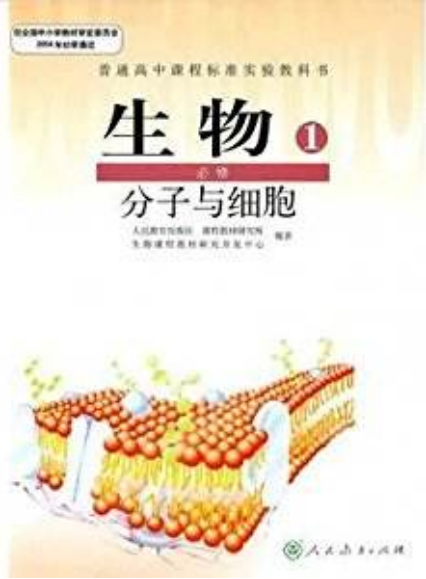 经全国中小学教材审定委员会
2004年初审通过
普通高中课程标准实验教科书
生物 1
必修
分子与细胞
人民教育出版社 课程教材研究所 编著
生物课程教材研究开发中心
人民教育出版社